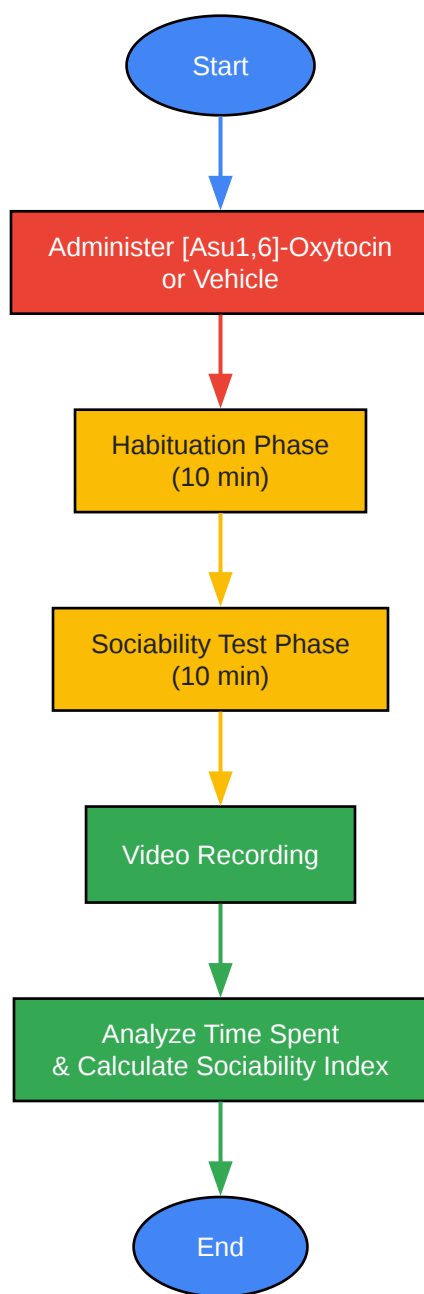 Start
Administer [Asu1,6]-Oxytocin
or Vehicle
Habituation Phase
(10 min)
Sociability Test Phase
(10 min)
Video Recording
Analyze Time Spent
& Calculate Sociability Index
End